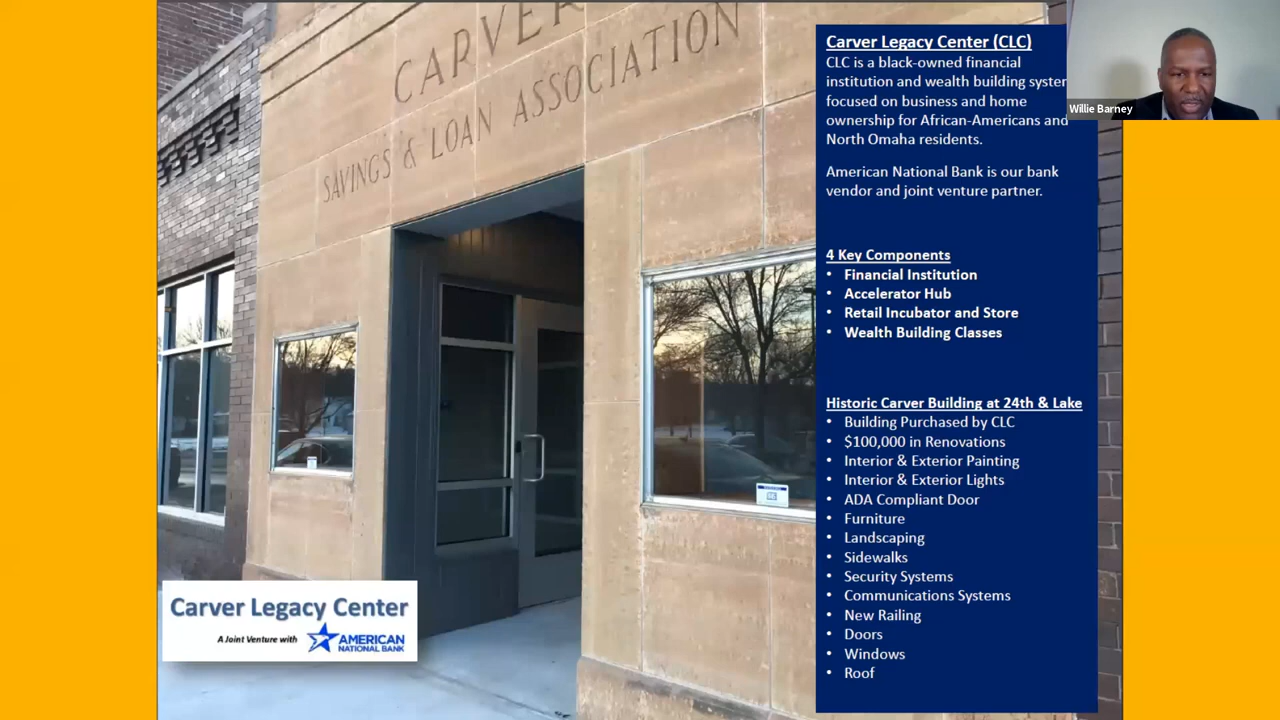 CARVER
SAVINGS & LOAN ASSOCIATION
Carver Legacy Center (CLC)
CLC is a black-owned financial
institution and wealth building system
focused on business and home
ownership for African-Americans and
North Omaha residents.
American National Bank is our bank
vendor and joint venture partner.
4 Key Components
• Financial Institution
• Accelerator Hub
• Retail Incubator and Store
• Wealth Building Classes
Historic Carver Building at 24th & Lake
• Building Purchased by CLC
• $100,000 in Renovations
• Interior & Exterior Painting
• Interior & Exterior Lights
• ADA Compliant Door
• Furniture
• Landscaping
• Sidewalks
• Security Systems
• Communications Systems
• New Railing
• Doors
• Windows
• Roof
Willie Barney
Carver Legacy Center
A Joint Venture with
AMERICAN
NATIONAL BANK